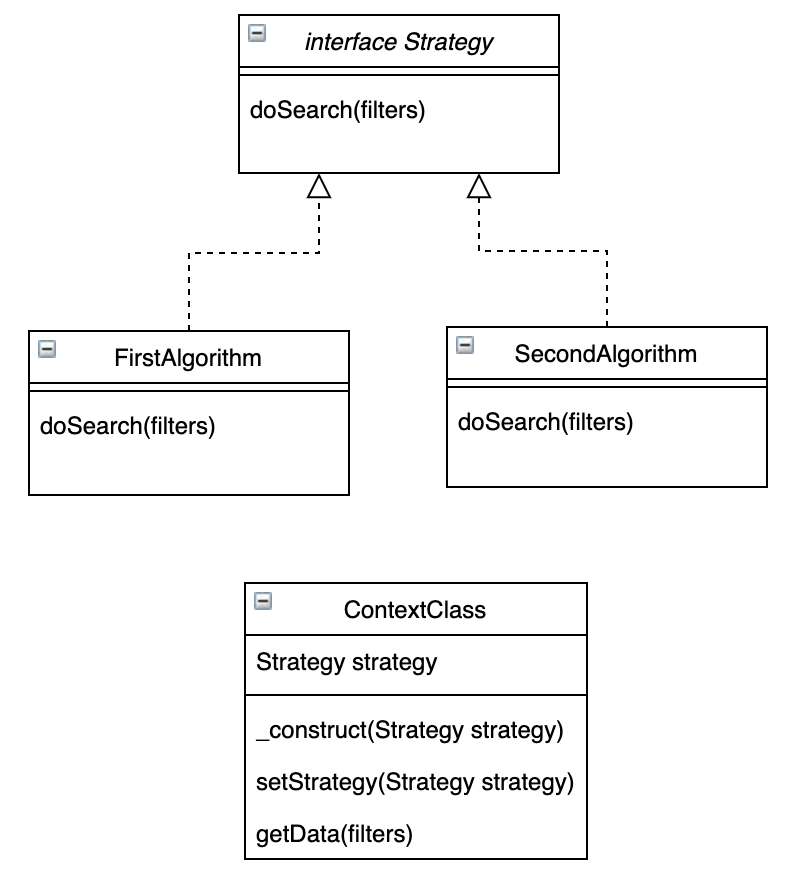 interface Strategy
doSearch(filters)
FirstAlgorithm
doSearch(filters)
SecondAlgorithm
doSearch(filters)
ContextClass
Strategy strategy
_construct(Strategy strategy)
setStrategy(Strategy strategy)
getData(filters)